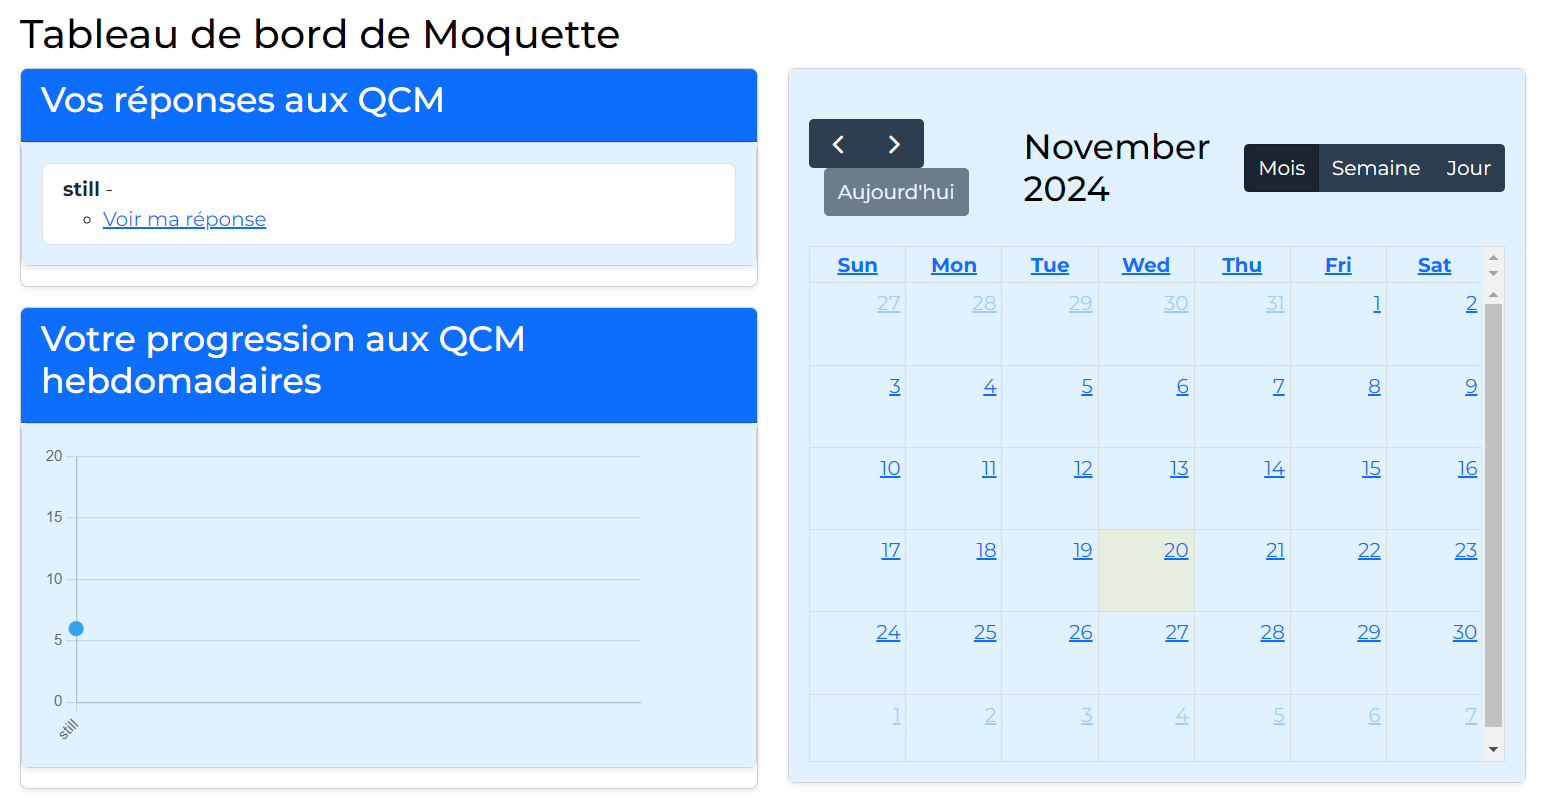 Tableau de bord de Moquette
Vos réponses aux QCM
still -
Voir ma réponse
Votre progression aux QCM
hebdomadaires
20
15
10
5
0
still
November
2024
Aujourd'hui
Mois Semaine Jour
Sun Mon Tue Wed Thu Fri Sat
27 28 29 30 31 1 2
3 4 5 6 7 8 9
10 11 12 13 14 15 16
17 18 19 20 21 22 23
24 25 26 27 28 29 30
1 2 3 4 5 6 7